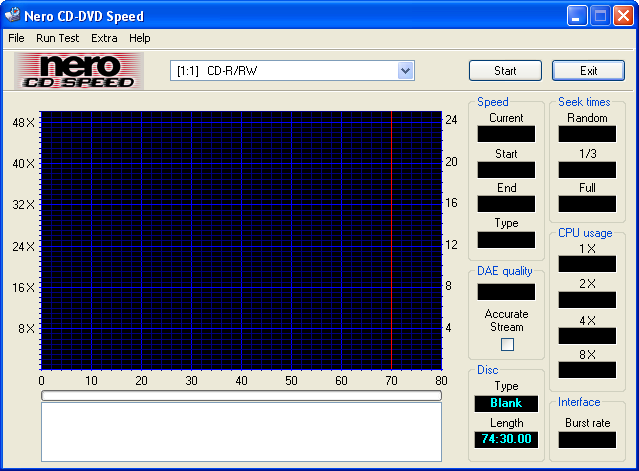 Nero CD-DVD Speed
File Run Test Extra Help
nero
CD SPEED
[1:1] CD-R/RW
Start
Exit
48 X
40 X
32 X
24 X
16 X
8 X
24
20
16
12
8
4
0 10 20 30 40 50 60 70 80
Speed
Current
Start
End
Type
DAE quality
Accurate
Stream
Disc
Type
Blank
Length
74:30.00
Seek times
Random
1/3
Full
CPU usage
1 X
2 X
4 X
8 X
Interface
Burst rate